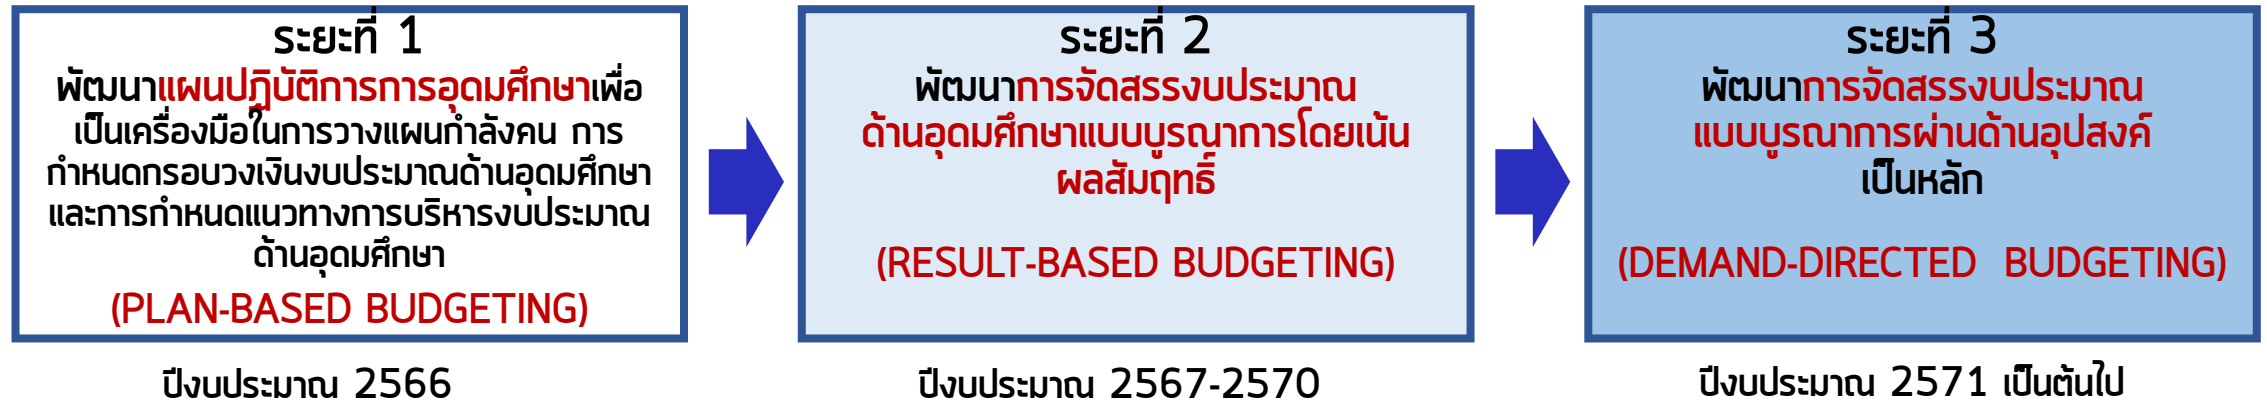 ระยะที่ 1
พัฒนาแผนปฏิบัติการการอุดมศึกษาเพื่อ
เป็นเครื่องมือในการวางแผนกำลังคน การ
กำหนดกรอบวงเงินงบประมาณด้านอุดมศึกษา
และการกำหนดแนวทางการบริหารงบประมาณ
ด้านอุดมศึกษา
(PLAN-BASED BUDGETING)
ปีงบประมาณ 2566
ระยะที่ 2
พัฒนาการจัดสรรงบประมาณ
ด้านอุดมศึกษาแบบบูรณาการโดยเน้น
ผลสัมฤทธิ์
(RESULT-BASED BUDGETING)
ปีงบประมาณ 2567-2570
ระยะที่ 3
พัฒนาการจัดสรรงบประมาณ
แบบบูรณาการผ่านด้านอุปสงค์
เป็นหลัก
(DEMAND-DIRECTED BUDGETING)
ปีงบประมาณ 2571 เป็นต้นไป